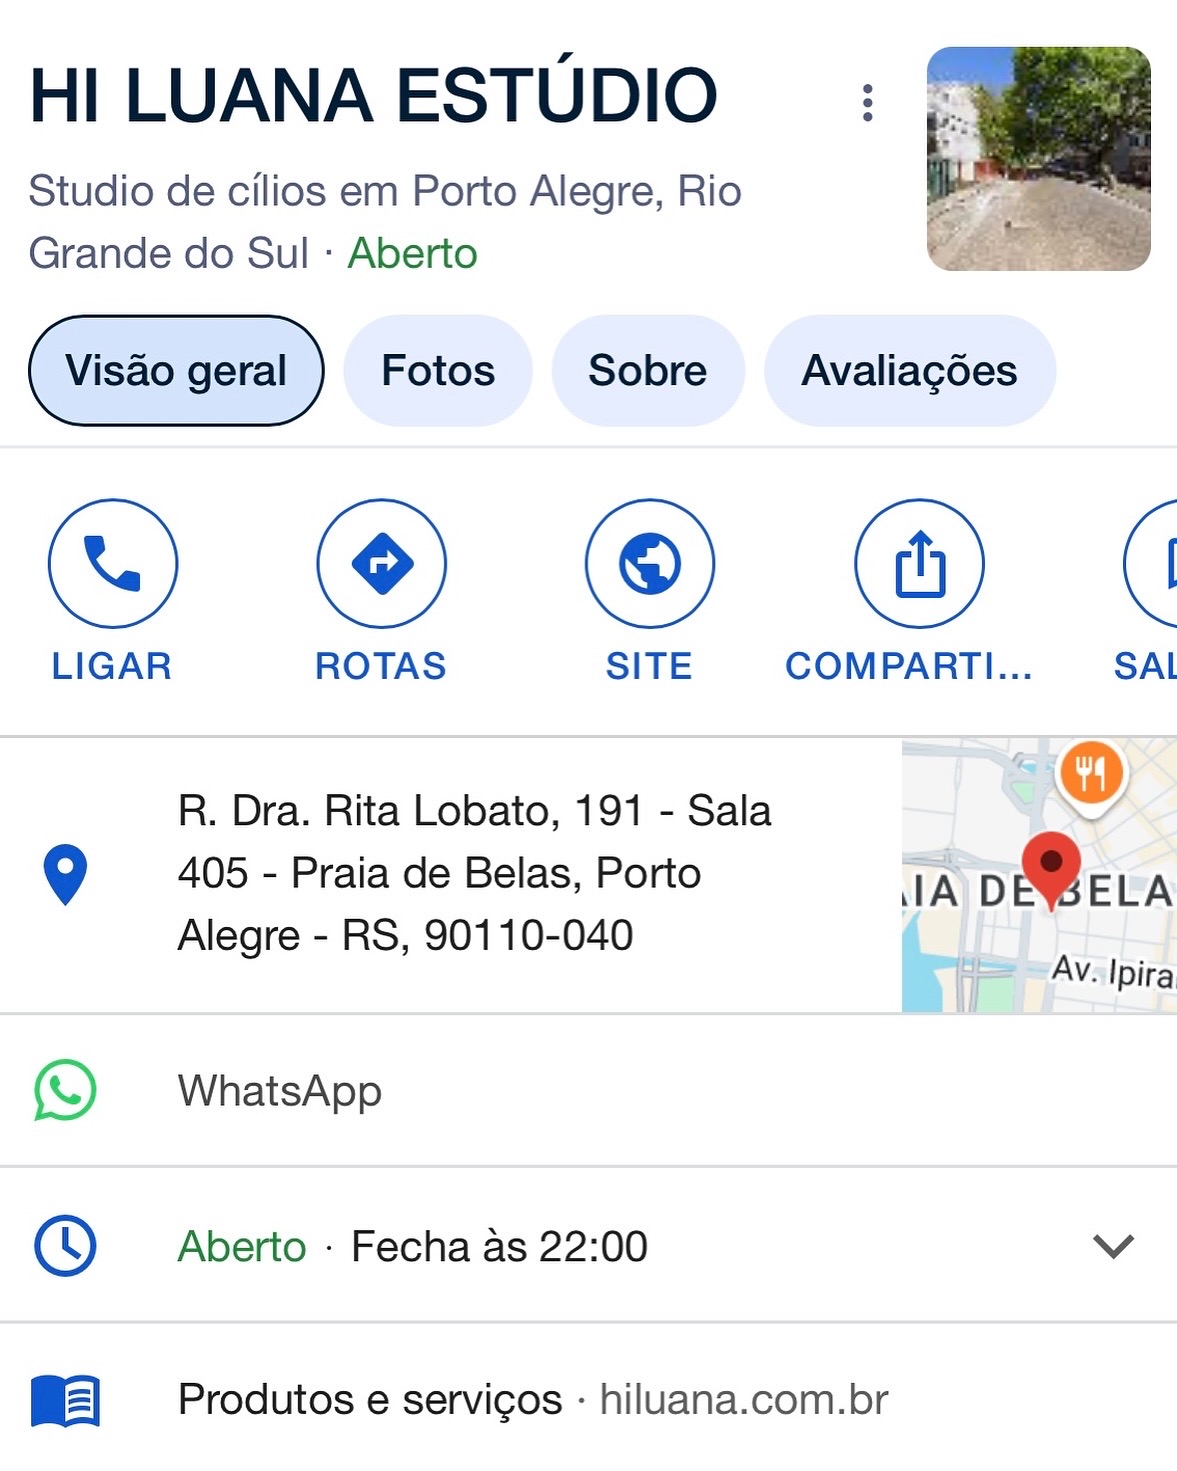 HI LUANA ESTÚDIO
Studio de cílios em Porto Alegre, Rio
Grande do Sul · Aberto
Visão geral
Fotos
Sobre
Avaliações
LIGAR
ROTAS
SITE
COMPARTI...
SAL
R. Dra. Rita Lobato, 191 - Sala
405 - Praia de Belas, Porto
Alegre - RS, 90110-040
IA DE BELA
Av. Ipira
WhatsApp
Aberto · Fecha às 22:00
Produtos e serviços · hiluana.com.br